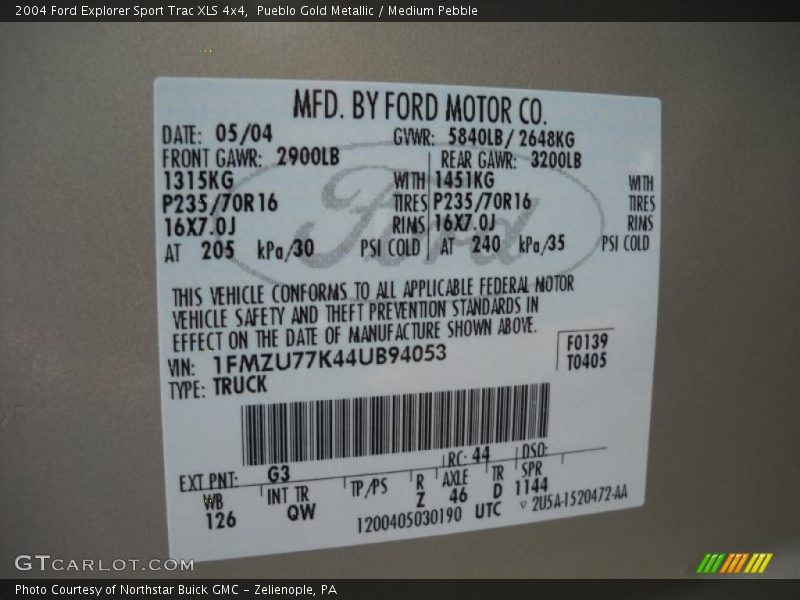 2004 Ford Explorer Sport Trac XLS 4x4,  Pueblo Gold Metallic / Medium Pebble
MFD. BY FORD MOTOR CO.
DATE: 05/04 GVWR: 5840LB/ 2648KG
FRONT GAWR: 2900LB REAR GAWR: 3200LB
1315KG WITH 1451KG WITH
P235/70R16 TIRES P235/70R16 TIRES
16X7.0J RIMS 16X7.0J RIMS
AT 205 kPa/30 PSI COLD AT 240 kPa/35 PSI COLD
Ford
THIS VEHICLE CONFORMS TO ALL APPLICABLE FEDERAL MOTOR
VEHICLE SAFETY AND THEFT PREVENTION STANDARDS IN
EFFECT ON THE DATE OF MANUFACTURE SHOWN ABOVE.
VIN: 1FMZU77K44UB94053 F0139
TYPE: TRUCK T0405
EXT PNT: G3 RC: 44 DSO:
WB INT TR TP/PS R AXLE TR SPR
126 QW Z 46 D 1144
1200405030190 UTC ▽ 2U5A-1520472-AA
GTCARLOT.COM
Photo Courtesy of Northstar Buick GMC - Zelienople, PA